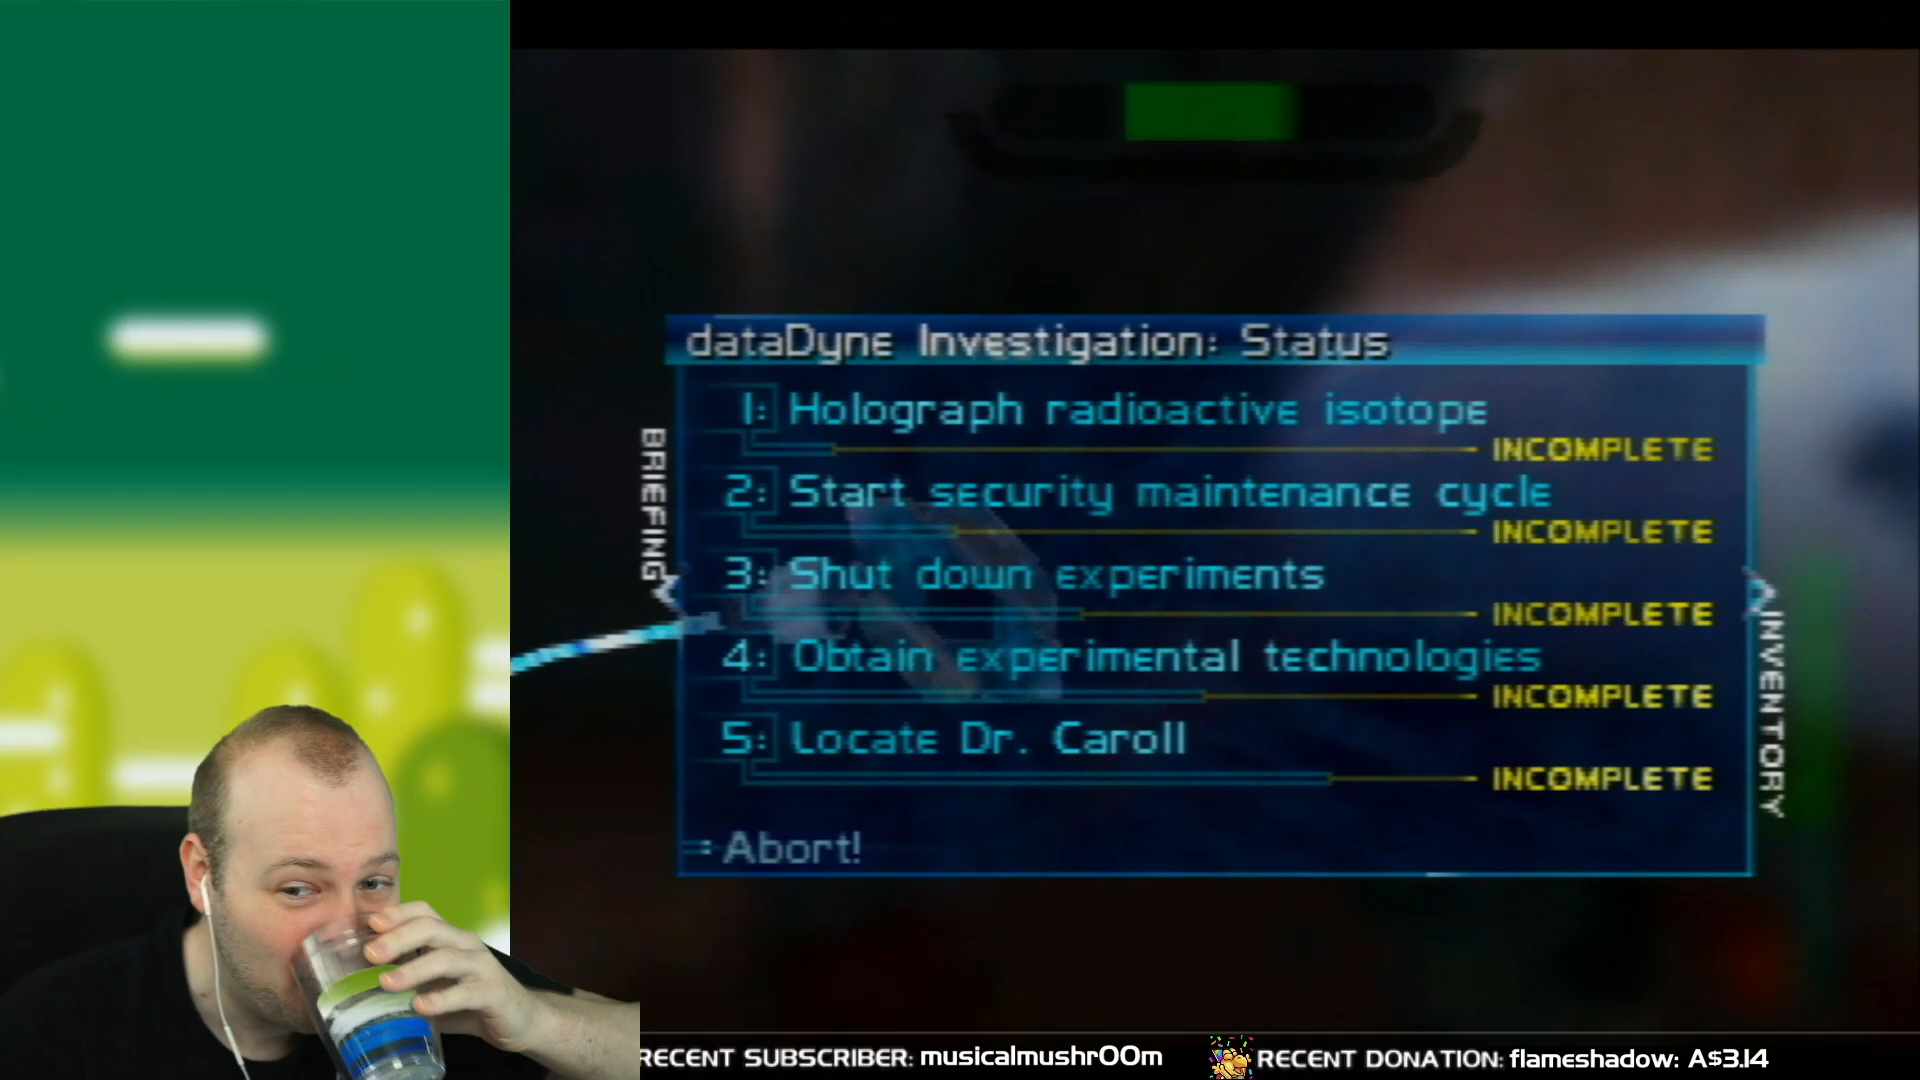 dataDyne Investigation: Status
1: Holograph radioactive isotope
INCOMPLETE
2: Start security maintenance cycle
INCOMPLETE
3: Shut down experiments
INCOMPLETE
4: Obtain experimental technologies
INCOMPLETE
5: Locate Dr. Caroll
INCOMPLETE
Abort!
BRIEFING
INVENTORY
RECENT SUBSCRIBER: musicalmushr00m
RECENT DONATION: flameshadow: A$3.14